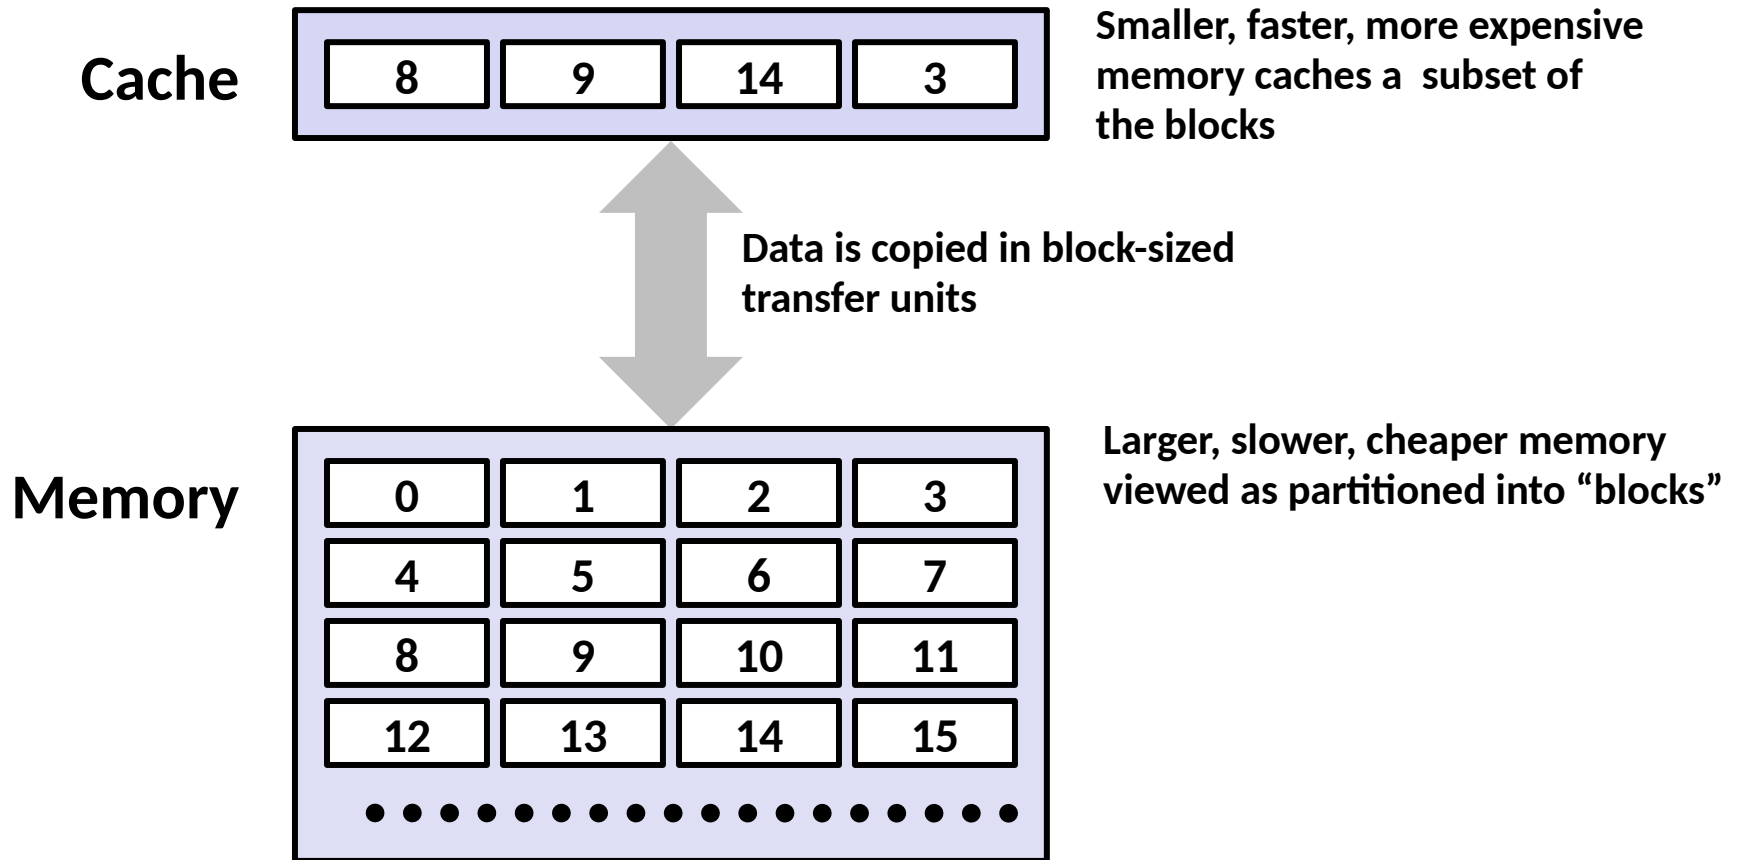 Cache
8 9 14 3
Smaller, faster, more expensive
memory caches a  subset of
the blocks
Data is copied in block-sized
transfer units
Memory
Larger, slower, cheaper memory
viewed as partitioned into “blocks”
0 1 2 3
4 5 6 7
8 9 10 11
12 13 14 15